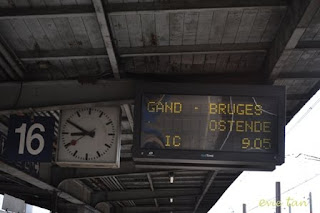 GAND - BRUGES
OSTENDE
IC 9.05
16